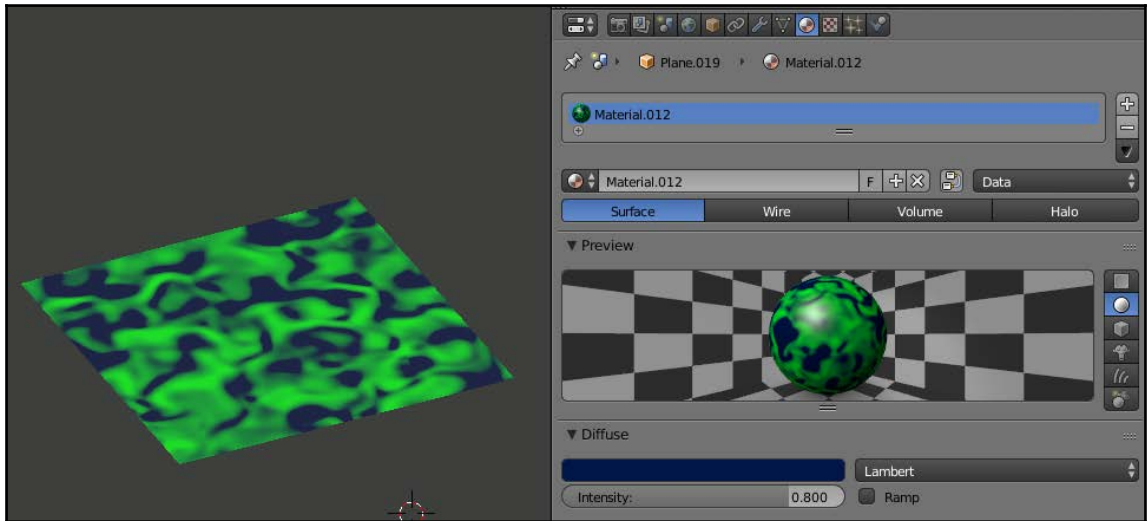 Plane.019 Material.012
Material.012
Material.012 F Data
Surface Wire Volume Halo
Preview
Diffuse
Lambert
Intensity: 0.800 Ramp